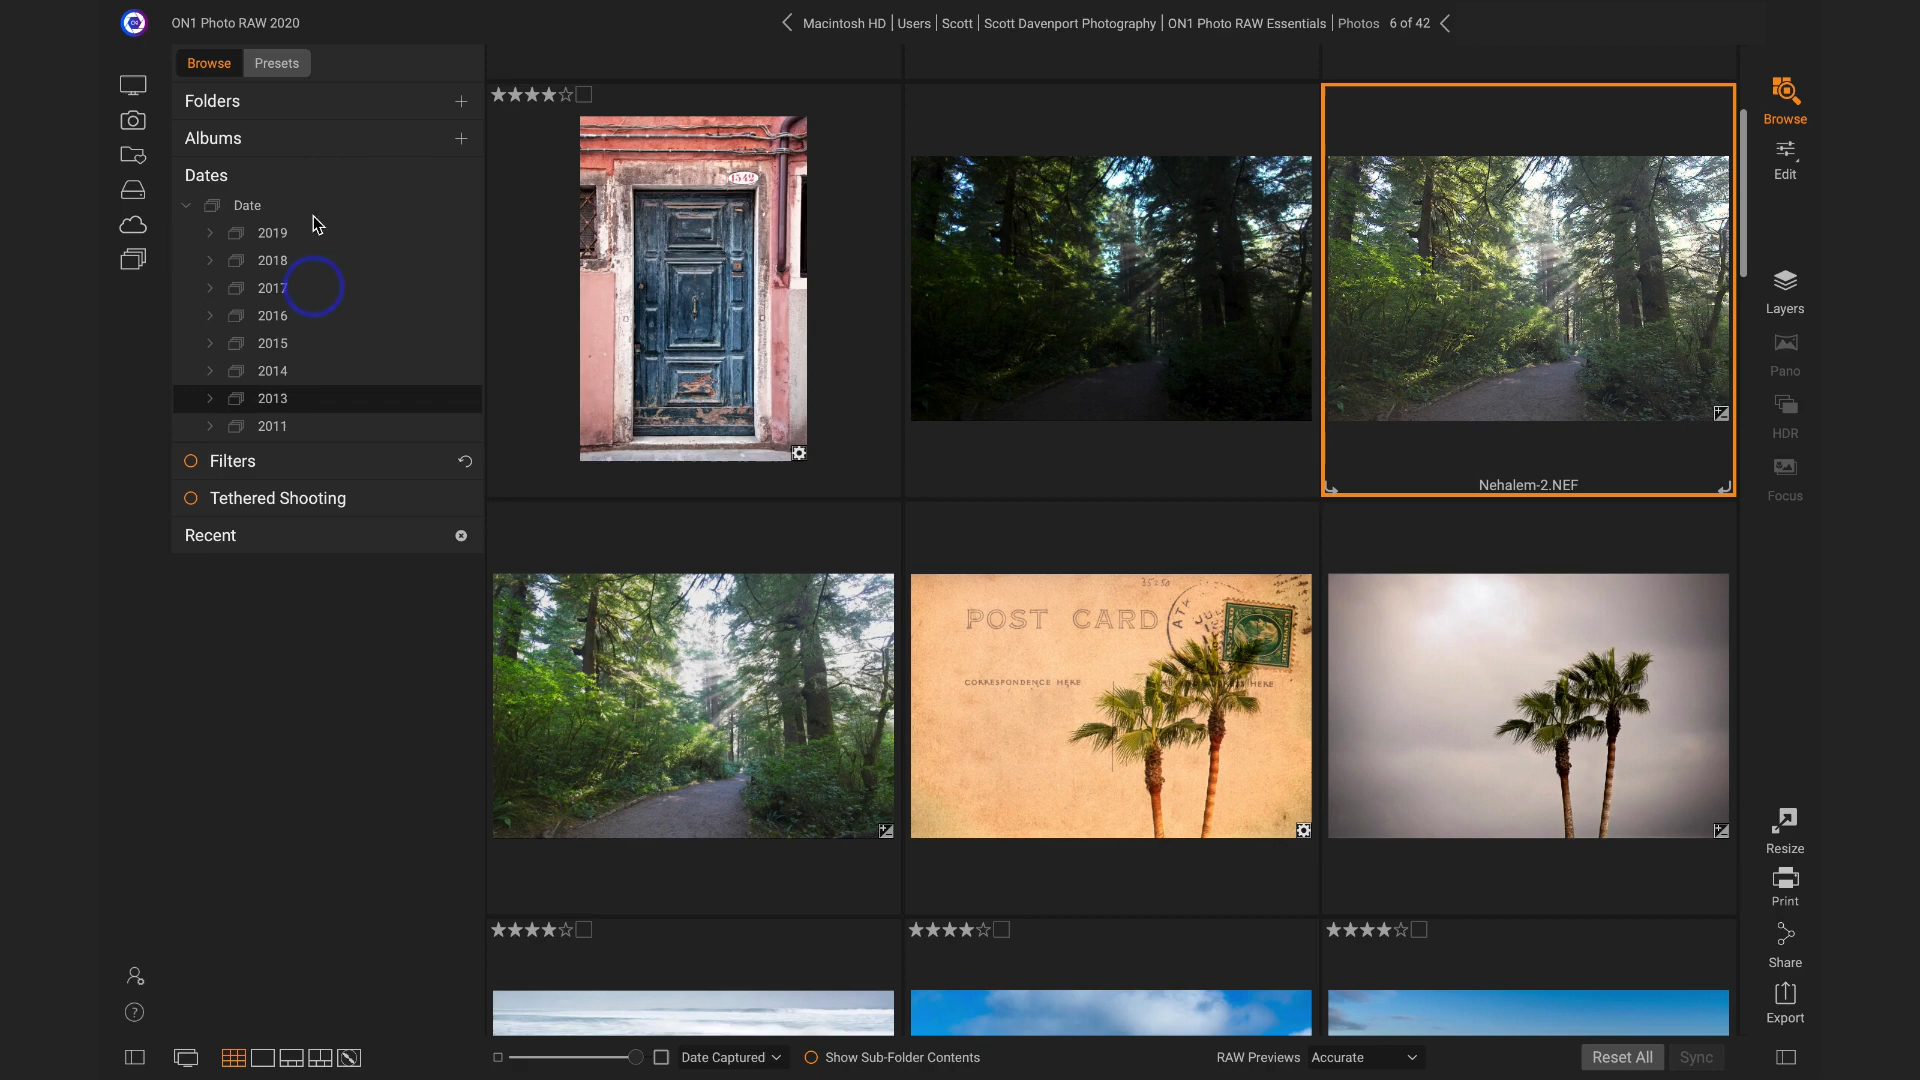 ON1 Photo RAW 2020
Macintosh HD | Users | Scott | Scott Davenport Photography | ON1 Photo RAW Essentials | Photos 6 of 42
Browse Presets
Folders
Albums
Dates
Date
2019
2018
2017
2016
2015
2014
2013
2011
Filters
Tethered Shooting
Recent
1542
Nehalem-2.NEF
POST CARD
CORRESPONDENCE HERE
HERE
Browse
Edit
Layers
Pano
HDR
Focus
Resize
Print
Share
Export
?
Date Captured
Show Sub-Folder Contents
RAW Previews Accurate
Reset All Sync